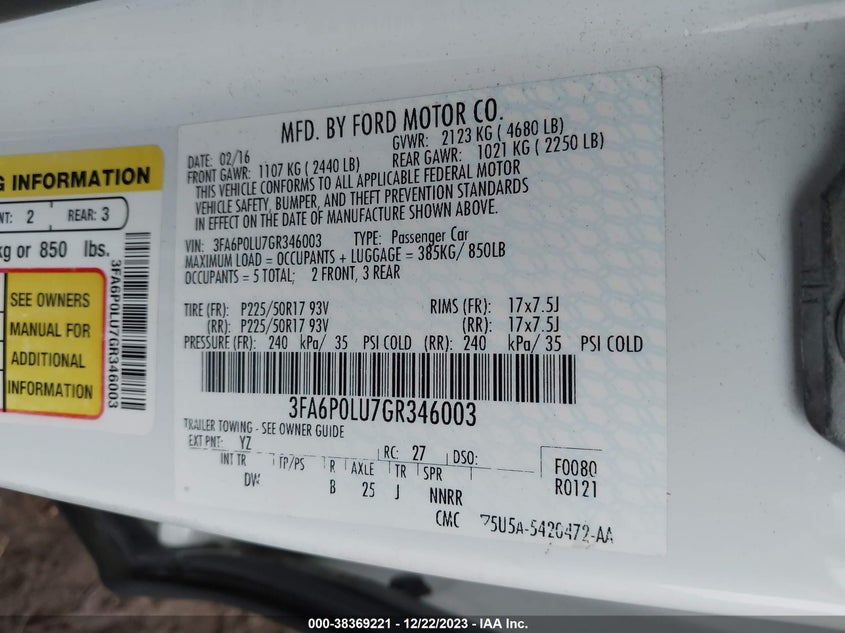 G INFORMATION
NT: 2 REAR: 3
kg or 850 lbs.
SEE OWNERS
MANUAL FOR
ADDITIONAL
INFORMATION
3FA6P0LU7GR346003
MFD. BY FORD MOTOR CO.
DATE: 02/16 GVWR: 2123 KG ( 4680 LB)
FRONT GAWR: 1107 KG ( 2440 LB) REAR GAWR: 1021 KG ( 2250 LB)
THIS VEHICLE CONFORMS TO ALL APPLICABLE FEDERAL MOTOR
VEHICLE SAFETY, BUMPER, AND THEFT PREVENTION STANDARDS
IN EFFECT ON THE DATE OF MANUFACTURE SHOWN ABOVE.
VIN: 3FA6P0LU7GR346003 TYPE: Passenger Car
MAXIMUM LOAD = OCCUPANTS + LUGGAGE = 385KG/ 850LB
OCCUPANTS = 5 TOTAL; 2 FRONT, 3 REAR
TIRE (FR): P225/50R17 93V RIMS (FR): 17x7.5J
(RR): P225/50R17 93V (RR): 17x7.5J
PRESSURE (FR): 240 kPa/ 35 PSI COLD (RR): 240 kPa/ 35 PSI COLD
3FA6P0LU7GR346003
TRAILER TOWING - SEE OWNER GUIDE
EXT PNT: YZ RC: 27 DSO: F0080
INT TR TP/PS R AXLE TR SPR R0121
DW B 25 J NNRR
CMC 5U5A-5420472-AA
000-38369221 - 12/22/2023 - IAA Inc.